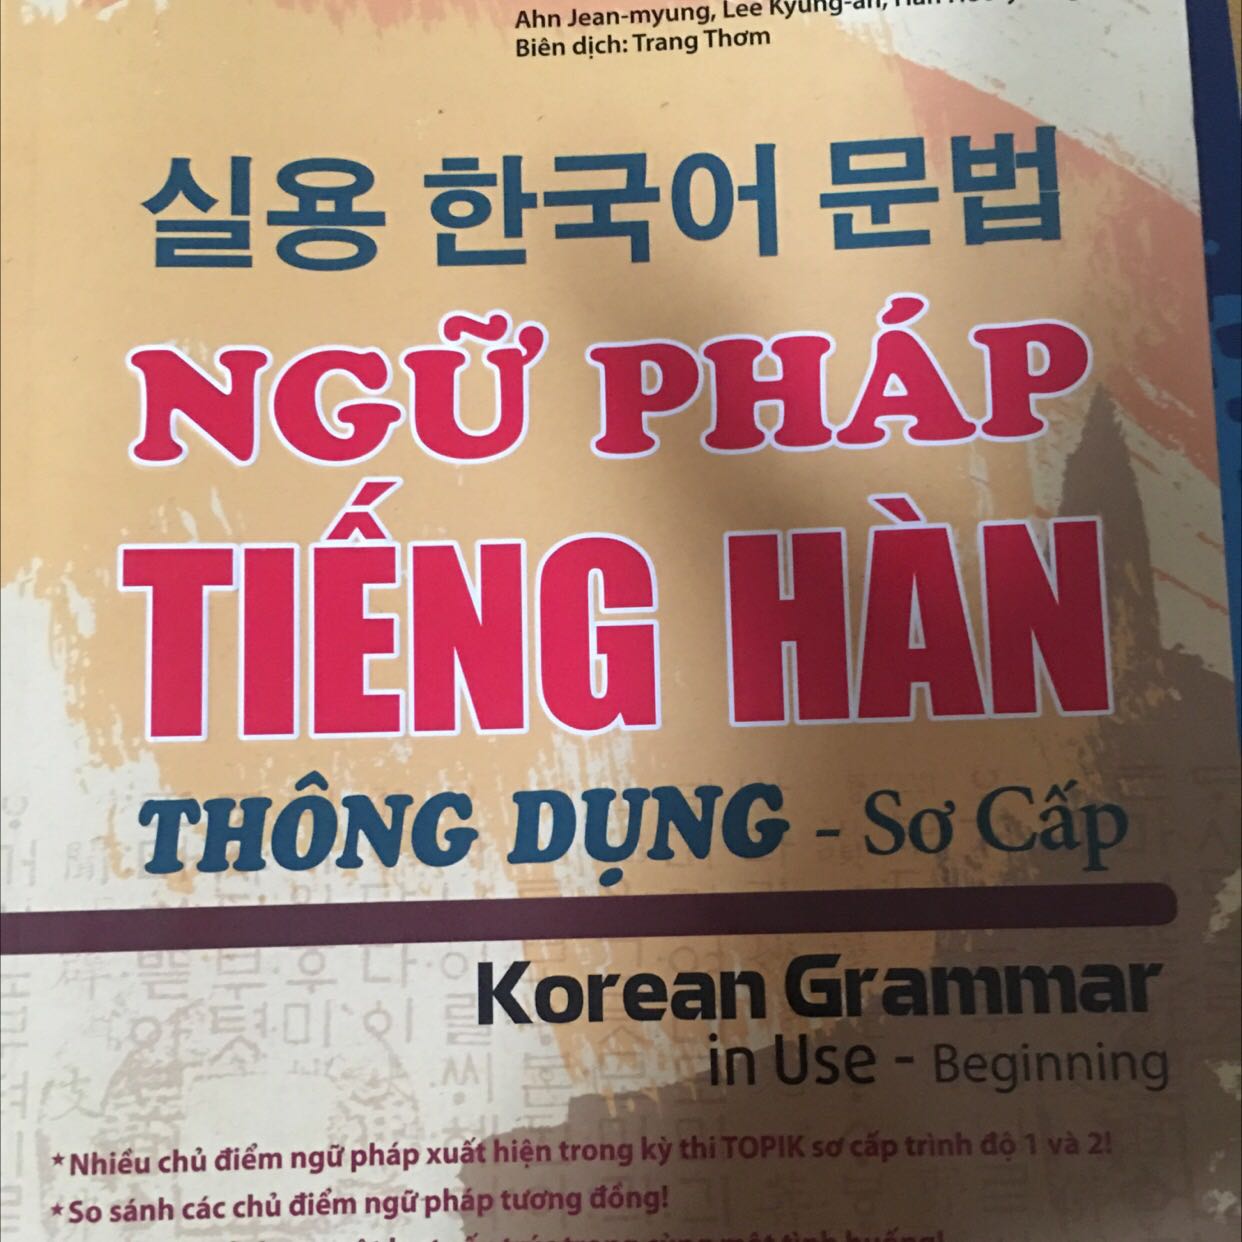 Ahn Jean-myung, Lee Kyung-ah,
Biên dịch: Trang Thơm
실용 한국어 문법
NGỮ PHÁP
TIẾNG HÀN
THÔNG DỤNG - Sơ Cấp
Korean Grammar
in Use - Beginning
*Nhiều chủ điểm ngữ pháp xuất hiện trong kỳ thi TOPIK sơ cấp trình độ 1 và 2!
*So sánh các chủ điểm ngữ pháp tương đồng!